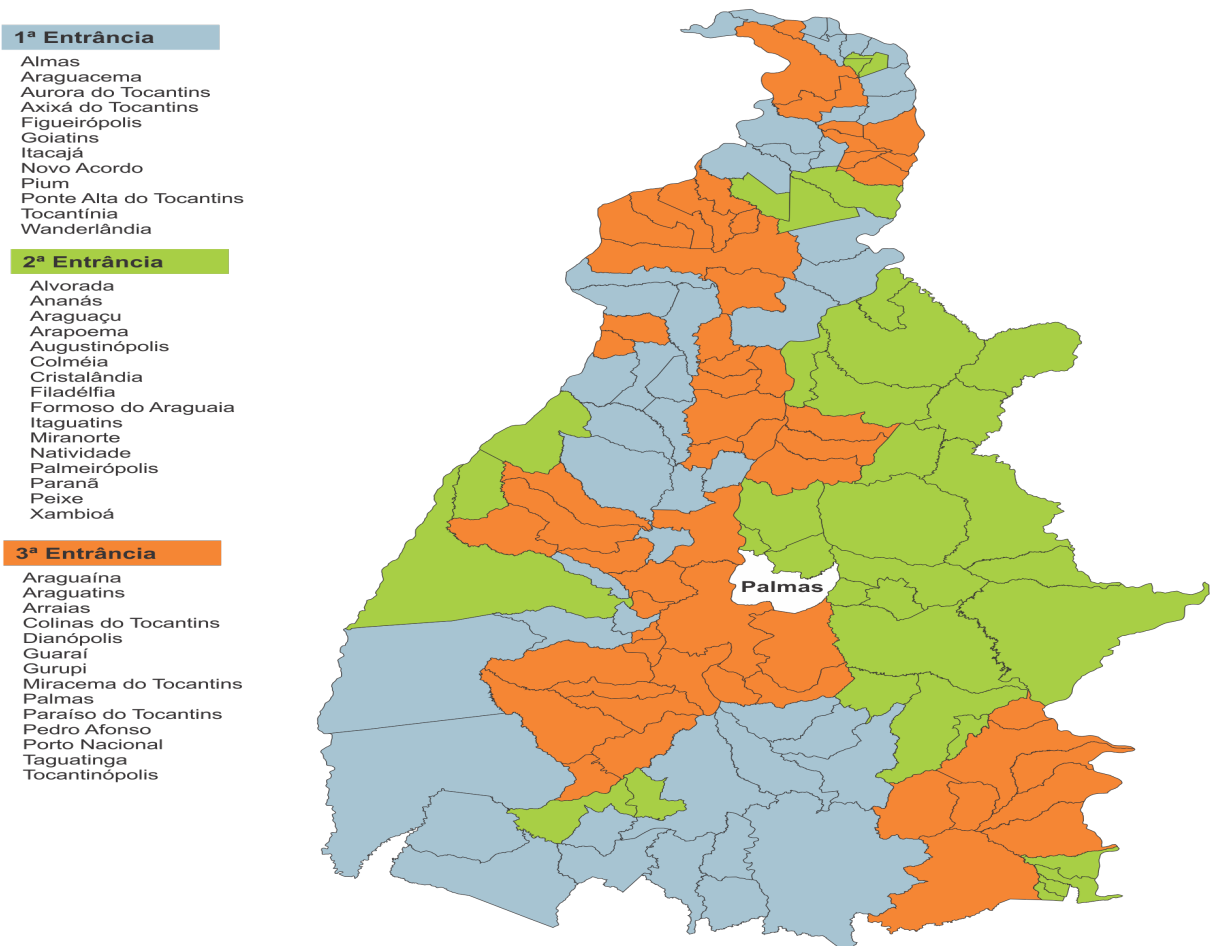 1ª Entrância
Almas
Araguacema
Aurora do Tocantins
Axixá do Tocantins
Figueirópolis
Goiatins
Itacajá
Novo Acordo
Pium
Ponte Alta do Tocantins
Tocantínia
Wanderlândia
2ª Entrância
Alvorada
Ananás
Araguaçu
Arapoema
Augustinópolis
Colméia
Cristalândia
Filadélfia
Formoso do Araguaia
Itaguatins
Miranorte
Natividade
Palmeirópolis
Paranã
Peixe
Xambioá
3ª Entrância
Araguaína
Araguatins
Arraias
Colinas do Tocantins
Dianópolis
Guaraí
Gurupi
Miracema do Tocantins
Palmas
Paraíso do Tocantins
Pedro Afonso
Porto Nacional
Taguatinga
Tocantinópolis
Palmas